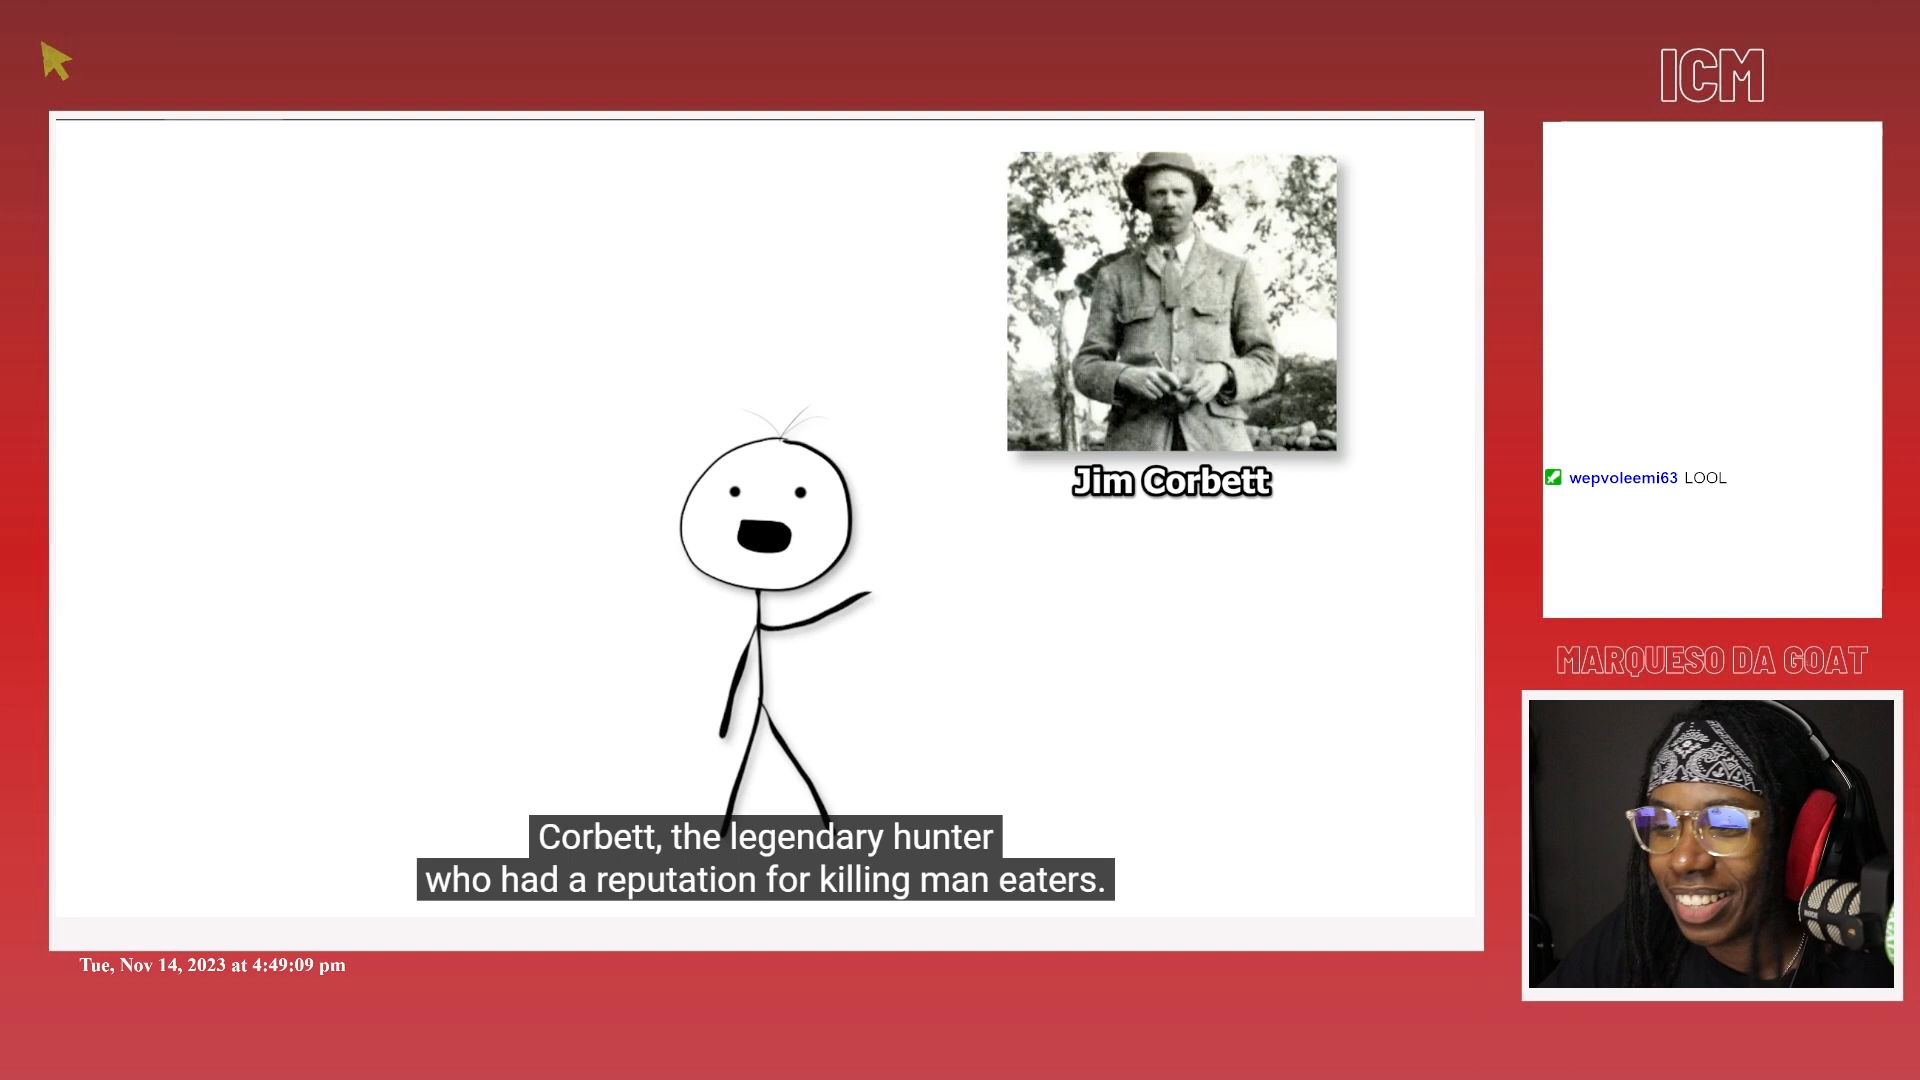 ICM
Jim Corbett
wepvoleemi63 LOOL
MARQUESO DA GOAT
Corbett, the legendary hunter
who had a reputation for killing man eaters.
Tue, Nov 14, 2023 at 4:49:09 pm